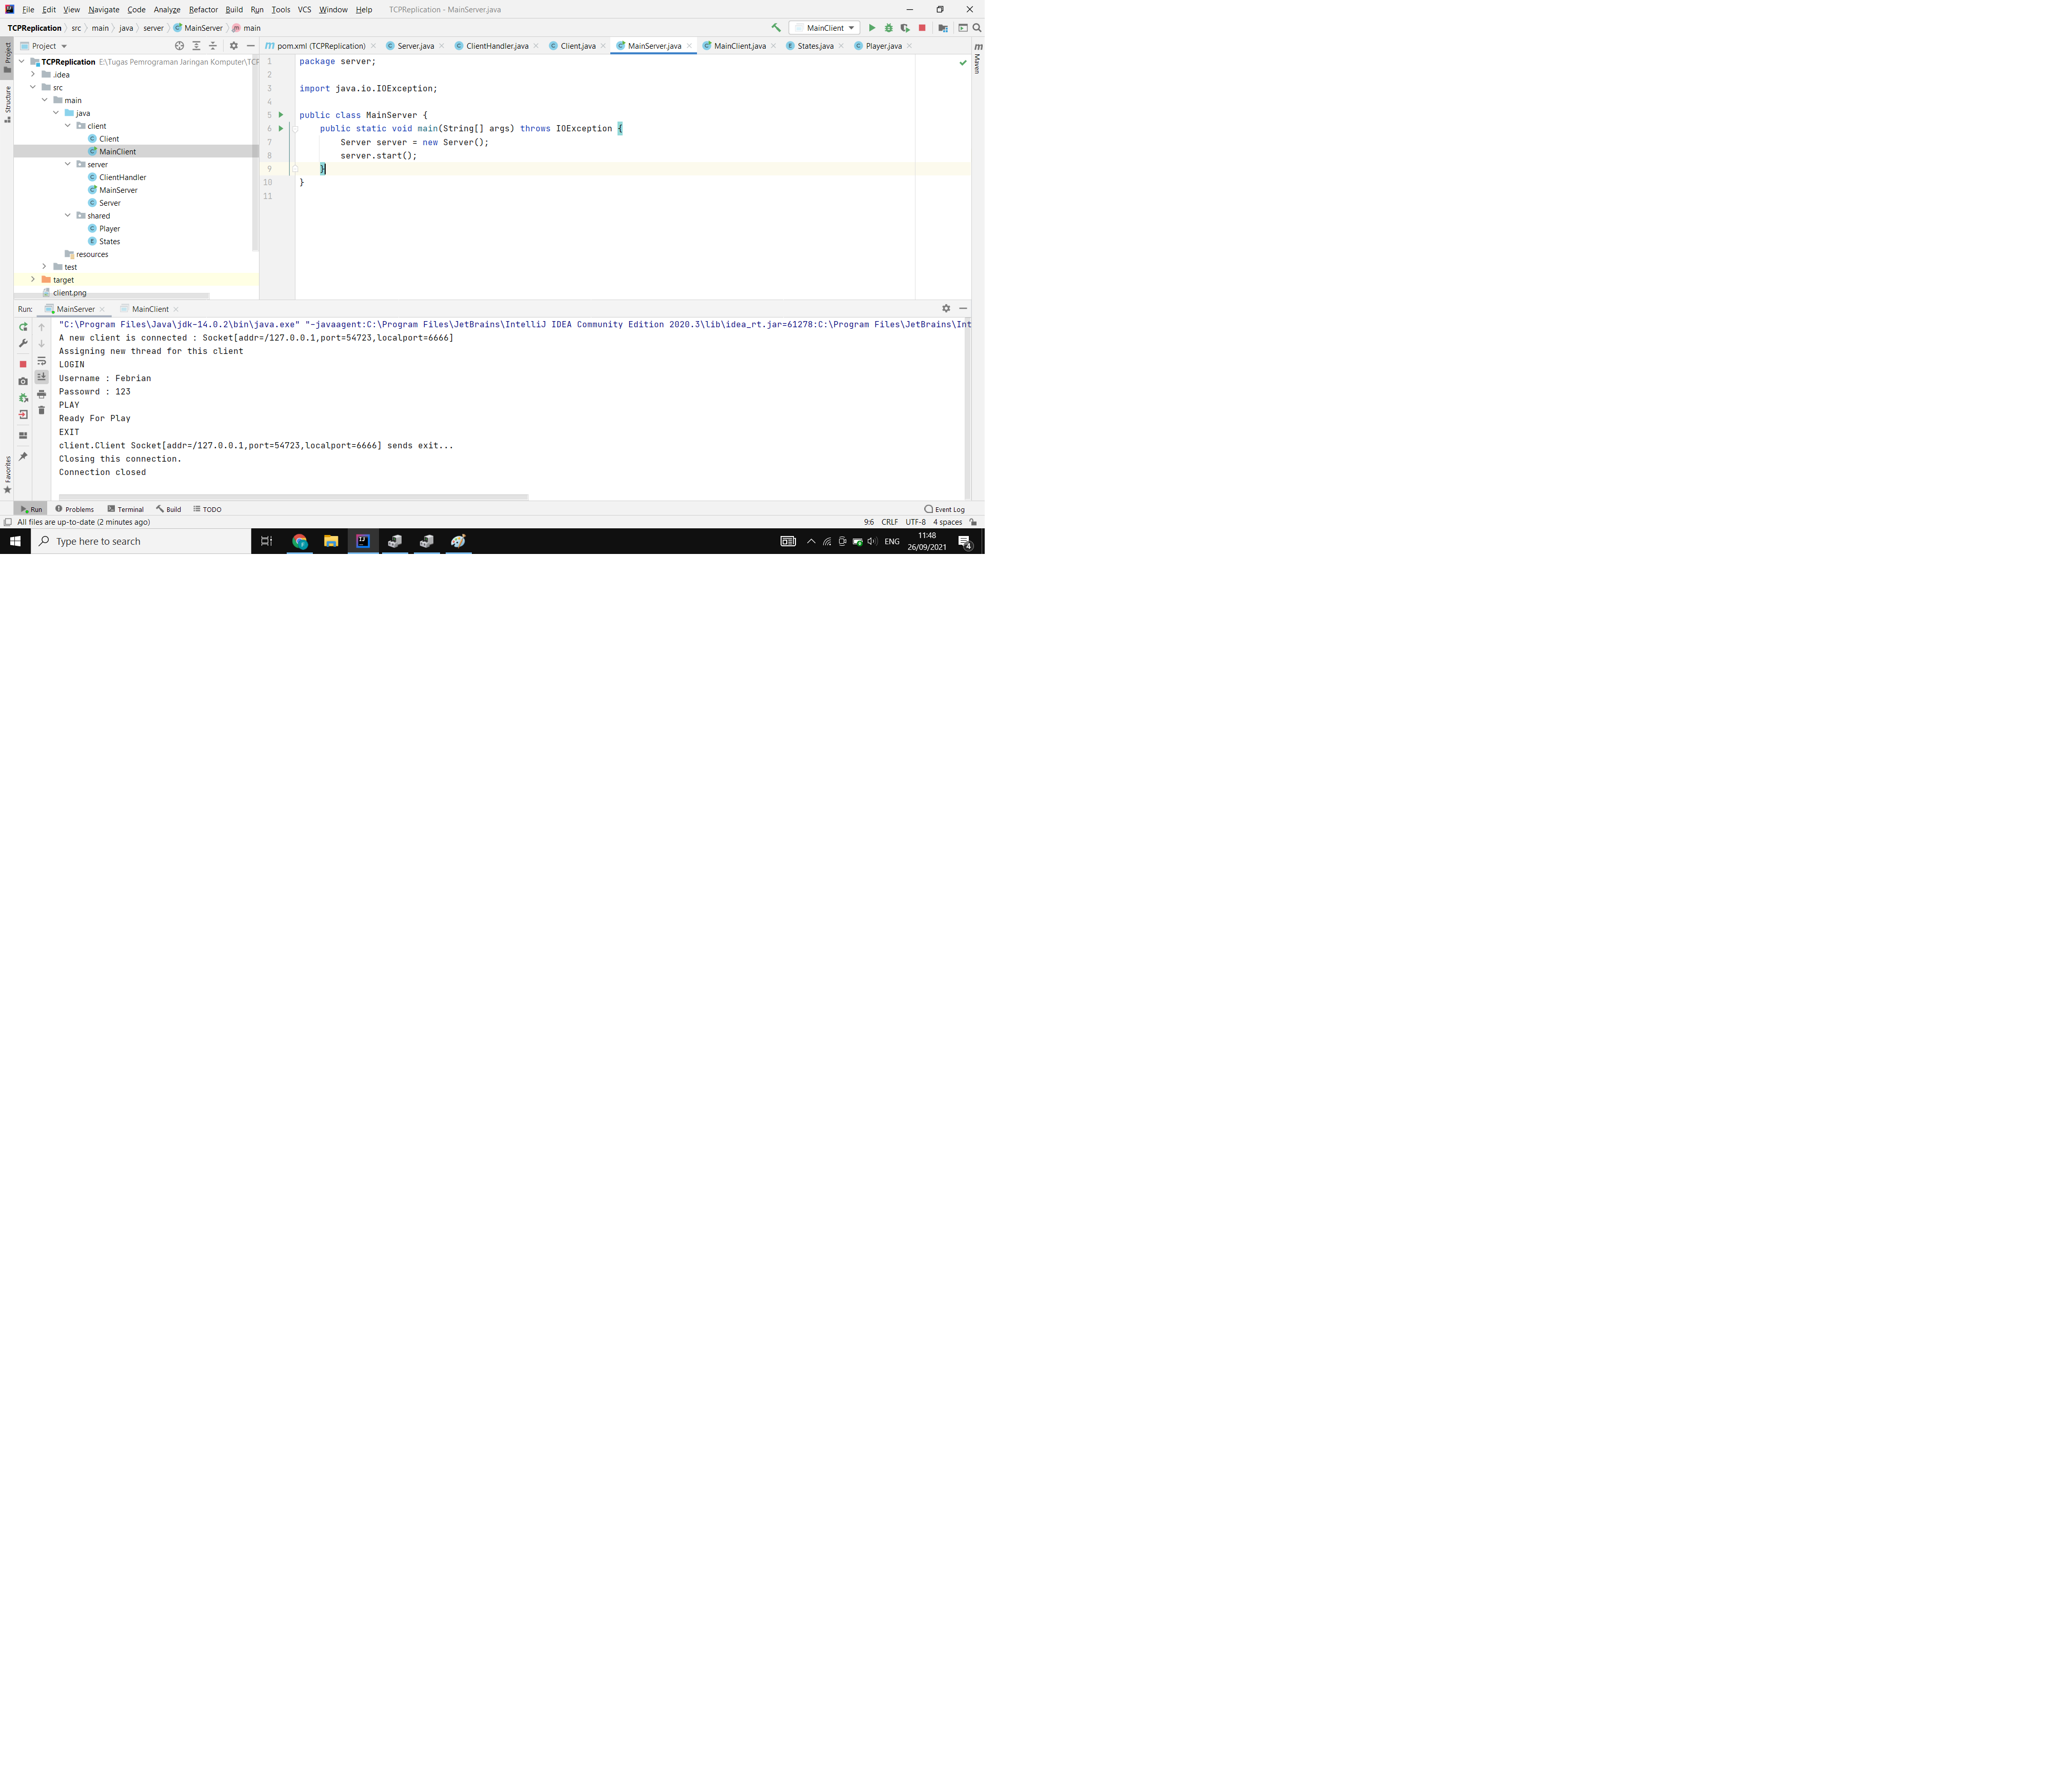 File Edit View Navigate Code Analyze Refactor Build Run Tools VCS Window Help TCPReplication - MainServer.java
TCPReplication src main java server MainServer main
MainClient
Project
pom.xml (TCPReplication) Server.java ClientHandler.java Client.java MainServer.java MainClient.java States.java Player.java
Project
Structure
Favorites
Maven
TCPReplication E:\Tugas Pemrograman Jaringan Komputer\TCP
.idea
src
main
java
client
Client
MainClient
server
ClientHandler
MainServer
Server
shared
Player
States
resources
test
target
client.png
1 package server;
2
3 import java.io.IOException;
4
5 public class MainServer {
6 public static void main(String[] args) throws IOException {
7 Server server = new Server();
8 server.start();
9 }
10 }
11
Run: MainServer MainClient
"C:\Program Files\Java\jdk-14.0.2\bin\java.exe" "-javaagent:C:\Program Files\JetBrains\IntelliJ IDEA Community Edition 2020.3\lib\idea_rt.jar=61278:C:\Program Files\JetBrains\Int
A new client is connected : Socket[addr=/127.0.0.1,port=54723,localport=6666]
Assigning new thread for this client
LOGIN
Username : Febrian
Passowrd : 123
PLAY
Ready For Play
EXIT
client.Client Socket[addr=/127.0.0.1,port=54723,localport=6666] sends exit...
Closing this connection.
Connection closed
Run Problems Terminal Build TODO Event Log
All files are up-to-date (2 minutes ago) 9:6 CRLF UTF-8 4 spaces
Type here to search ENG 11:48
26/09/2021 4